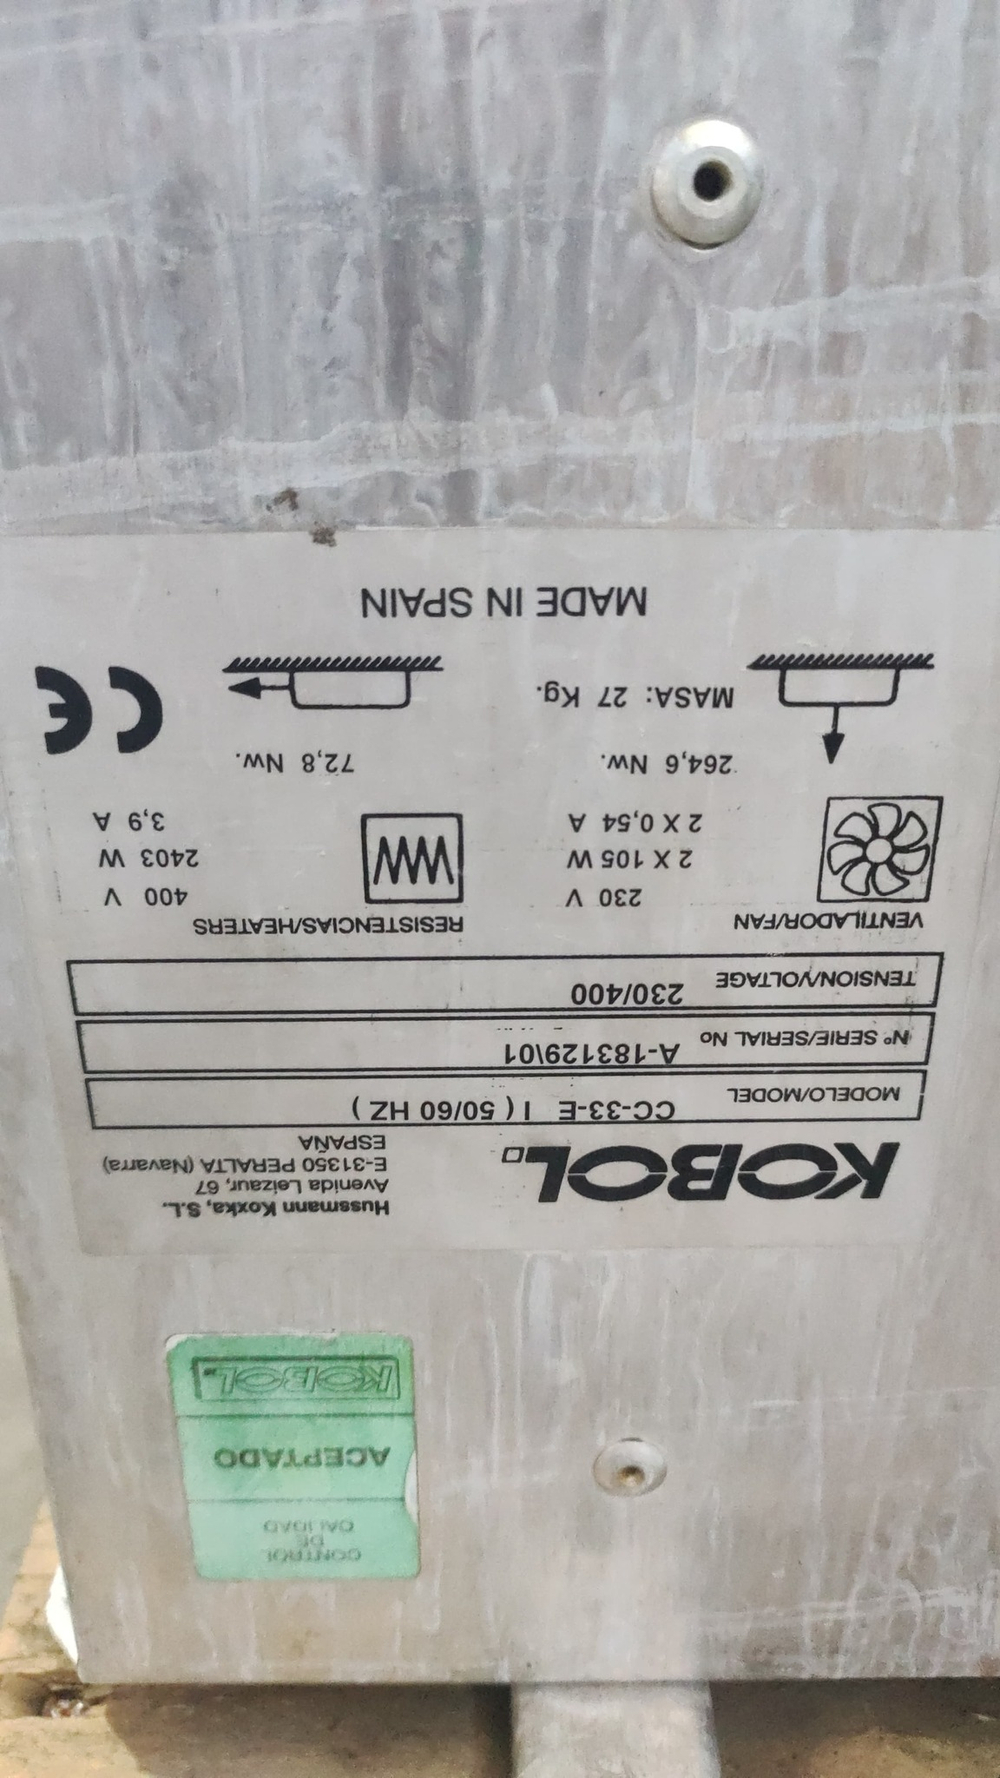 CONTROL
DE
CALIDAD
ACEPTADO
KOBOL
KOBOL
Hussmann Koxka, S.L.
Avenida Leizaur, 67
E-31350 PERALTA (Navarra)
ESPAÑA
MODELO/MODEL CC-33-E I ( 50/60 HZ )
Nº SERIE/SERIAL No A-183129\01
TENSION/VOLTAGE 230/400
VENTILADOR/FAN
230 V
2 X 105 W
2 X 0,54 A
RESISTENCIAS/HEATERS
400 V
2403 W
3,9 A
264,6 Nw.
MASA: 27 Kg.
72,8 Nw.
CE
MADE IN SPAIN